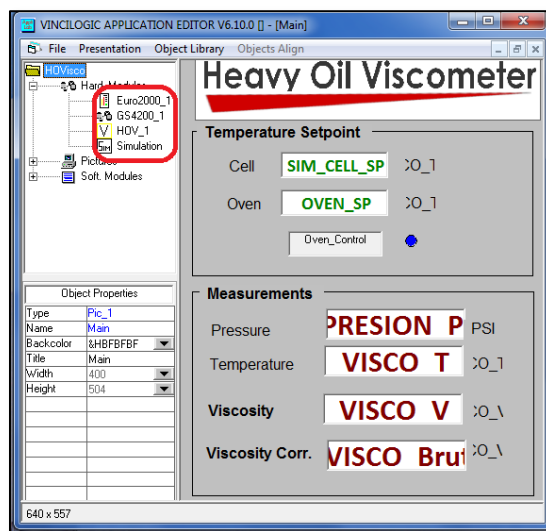 VINCILOGIC APPLICATION EDITOR V6.10.0 [] - [Main]
File Presentation Object Library Objects Align
HOVisco
Hard. Modules
Euro2000_1
GS4200_1
HOV_1
Simulation
Pictures
Soft. Modules
Object Properties
Type Pic_1
Name Main
Backcolor &HBFBFBF
Title Main
Width 400
Height 504
640 x 557
Heavy Oil Viscometer
Temperature Setpoint
Cell SIM_CELL_SP
Oven OVEN_SP
Oven_Control
Measurements
Pressure PRESION P PSI
Temperature VISCO T
Viscosity VISCO V
Viscosity Corr. VISCO Brut